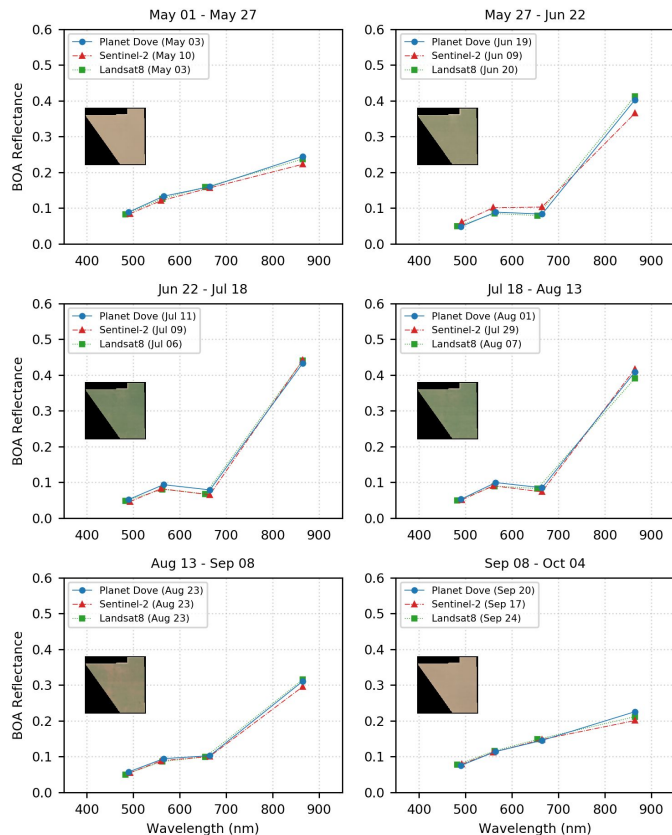 May 01 - May 27
May 27 - Jun 22
0.6
0.5
0.4
0.3
0.2
0.1
0.0
BOA Reflectance
Planet Dove (May 03)
Sentinel-2 (May 10)
Landsat8 (May 03)
400 500 600 700 800 900
0.6
0.5
0.4
0.3
0.2
0.1
0.0
Planet Dove (Jun 19)
Sentinel-2 (Jun 09)
Landsat8 (Jun 20)
400 500 600 700 800 900
Jun 22 - Jul 18
Jul 18 - Aug 13
0.6
0.5
0.4
0.3
0.2
0.1
0.0
BOA Reflectance
Planet Dove (Jul 11)
Sentinel-2 (Jul 09)
Landsat8 (Jul 06)
400 500 600 700 800 900
0.6
0.5
0.4
0.3
0.2
0.1
0.0
Planet Dove (Aug 01)
Sentinel-2 (Jul 29)
Landsat8 (Aug 07)
400 500 600 700 800 900
Aug 13 - Sep 08
Sep 08 - Oct 04
0.6
0.5
0.4
0.3
0.2
0.1
0.0
BOA Reflectance
Planet Dove (Aug 23)
Sentinel-2 (Aug 23)
Landsat8 (Aug 23)
400 500 600 700 800 900
Wavelength (nm)
0.6
0.5
0.4
0.3
0.2
0.1
0.0
Planet Dove (Sep 20)
Sentinel-2 (Sep 17)
Landsat8 (Sep 24)
400 500 600 700 800 900
Wavelength (nm)